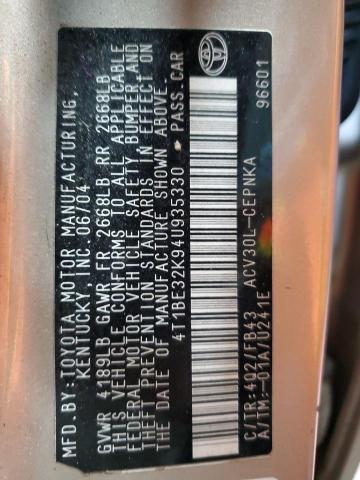 MFD. BY: TOYOTA MOTOR MANUFACTURING,
KENTUCKY, INC. 06/04
GVWR 4189LB GAWR FR 2668LB RR 2668LB
THIS VEHICLE CONFORMS TO ALL APPLICABLE
FEDERAL MOTOR VEHICLE SAFETY BUMPER AND
THEFT PREVENTION STANDARDS IN EFFECT ON
THE DATE OF MANUFACTURE SHOWN ABOVE.
4T1BE32K94U935330 PASS.CAR
C/TR:4Q2/FB43 ACV30L-CEPNKA
A/TM:-01A/U241E 96601